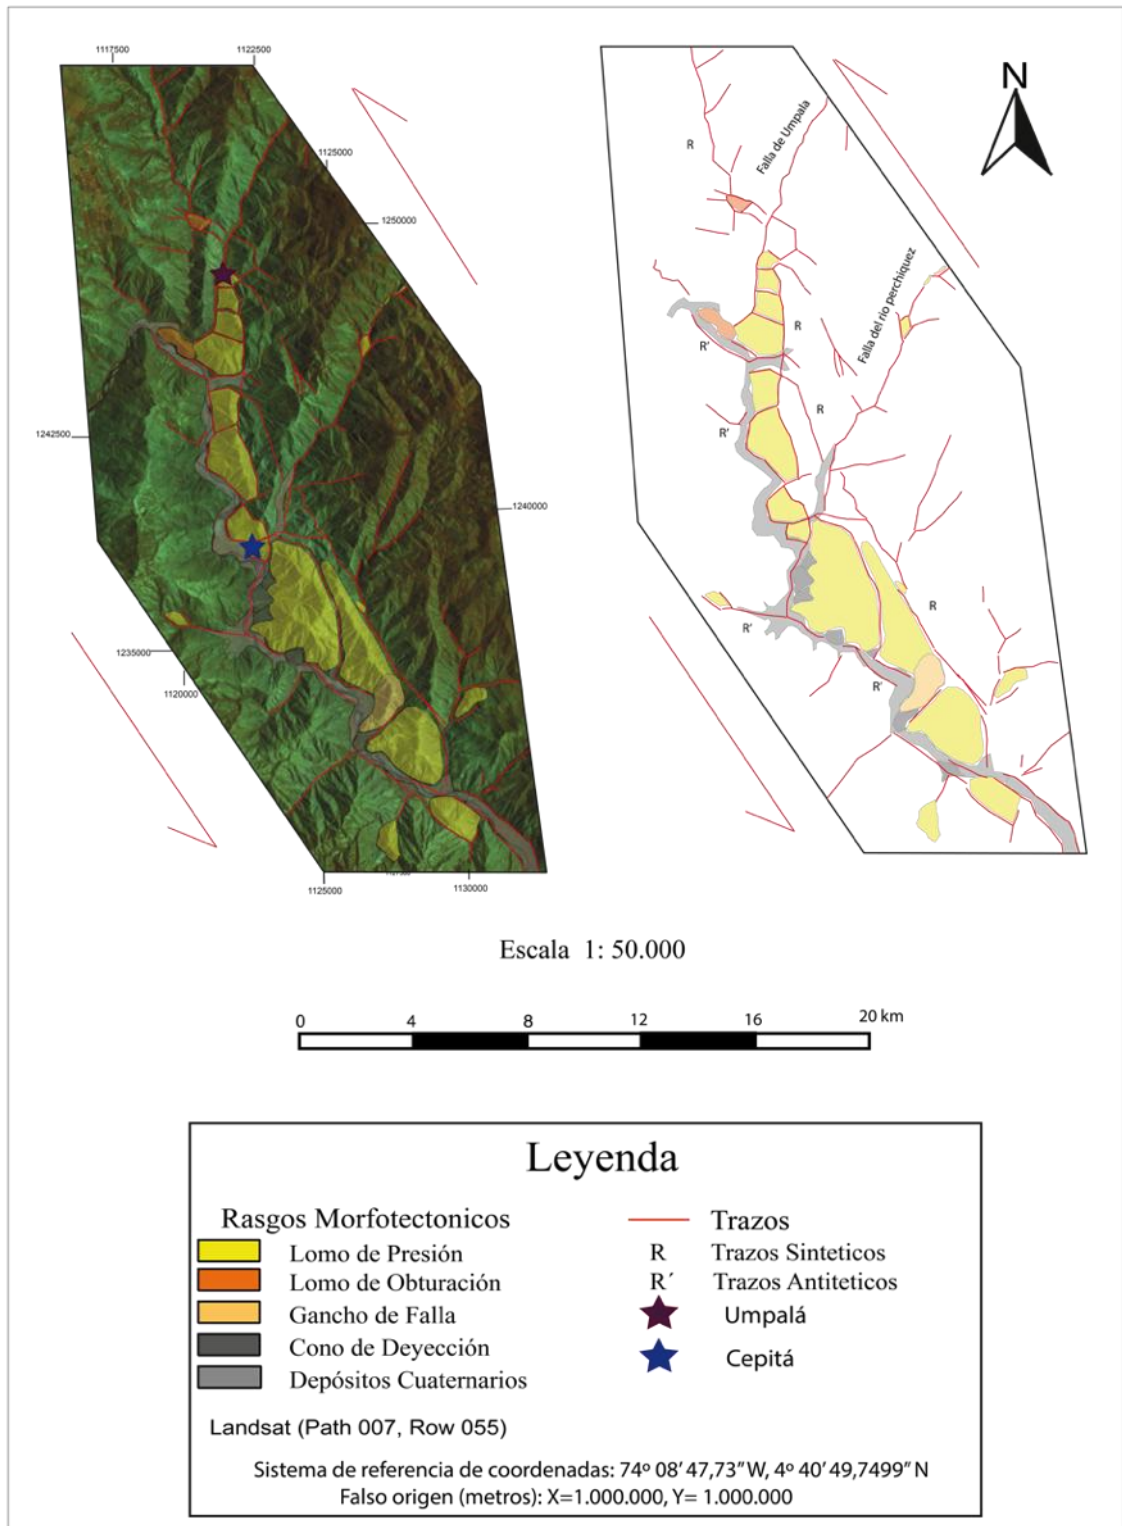 1117500
1122500
N
1125000
Falla de Umpala
R
1250000
Falla del rio perchiquez
R
R'
R
R'
1242500
1240000
R
R'
1235000
1120000
R'
1125000
1130000
Escala 1: 50.000
0 4 8 12 16 20 km
Leyenda
Rasgos Morfotectonicos
Lomo de Presión
Lomo de Obturación
Gancho de Falla
Cono de Deyección
Depósitos Cuaternarios
Trazos
R Trazos Sinteticos
R´ Trazos Antiteticos
Umpalá
Cepitá
Landsat (Path 007, Row 055)
Sistema de referencia de coordenadas: 74º 08' 47,73" W, 4º 40' 49,7499" N
Falso origen (metros): X=1.000.000, Y= 1.000.000